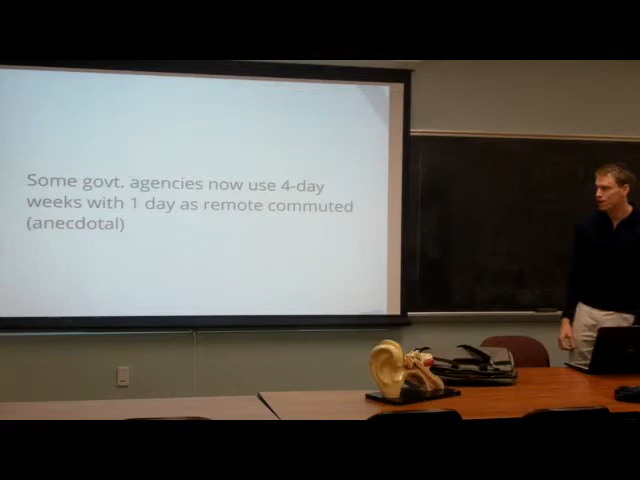 Some govt. agencies now use 4-day
weeks with 1 day as remote commuted
(anecdotal)